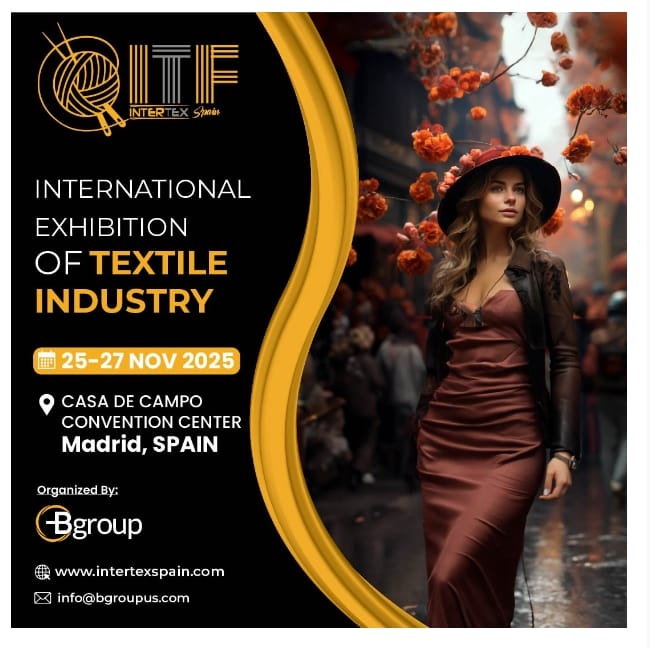 ITF
INTERTEX Spain
INTERNATIONAL
EXHIBITION
OF TEXTILE
INDUSTRY
25-27 NOV 2025
CASA DE CAMPO
CONVENTION CENTER
Madrid, SPAIN
Organized By:
Bgroup
www.intertexspain.com
info@bgroupus.com